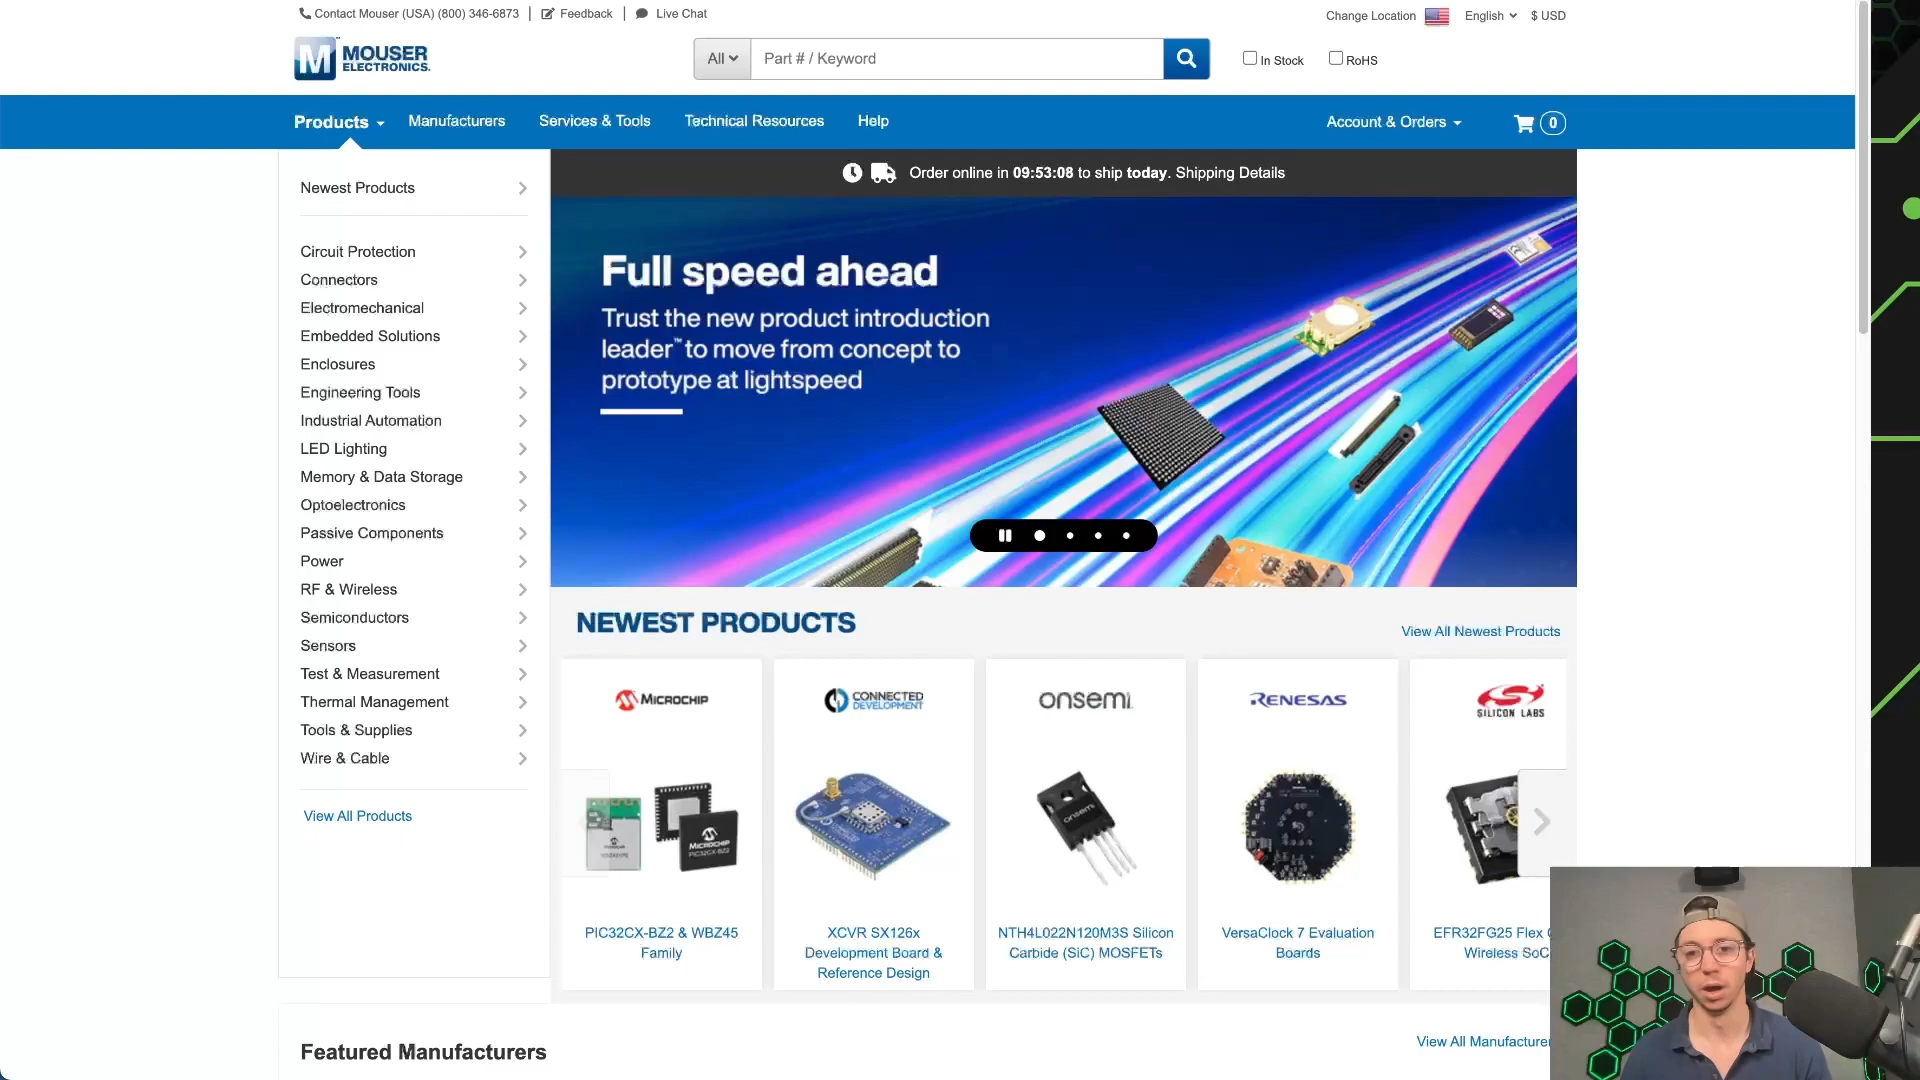 Contact Mouser (USA) (800) 346-6873 | Feedback | Live Chat
Change Location English $ USD
M MOUSER
ELECTRONICS.
All Part # / Keyword
In Stock RoHS
Products Manufacturers Services & Tools Technical Resources Help
Account & Orders 0
Order online in 09:53:08 to ship today. Shipping Details
Newest Products
Circuit Protection
Connectors
Electromechanical
Embedded Solutions
Enclosures
Engineering Tools
Industrial Automation
LED Lighting
Memory & Data Storage
Optoelectronics
Passive Components
Power
RF & Wireless
Semiconductors
Sensors
Test & Measurement
Thermal Management
Tools & Supplies
Wire & Cable
View All Products
Full speed ahead
Trust the new product introduction
leader™ to move from concept to
prototype at lightspeed
NEWEST PRODUCTS
View All Newest Products
MICROCHIP
MICROCHIP
PIC32CX-BZ2
PIC32CX-BZ2 & WBZ45
Family
CONNECTED
DEVELOPMENT
XCVR SX126x
Development Board &
Reference Design
onsemi
onsemi
NTH4L022N120M3S Silicon
Carbide (SiC) MOSFETs
RENESAS
VersaClock 7 Evaluation
Boards
SILICON LABS
EFR32FG25 Flex
Wireless SoC
Featured Manufacturers
View All Manufacturer